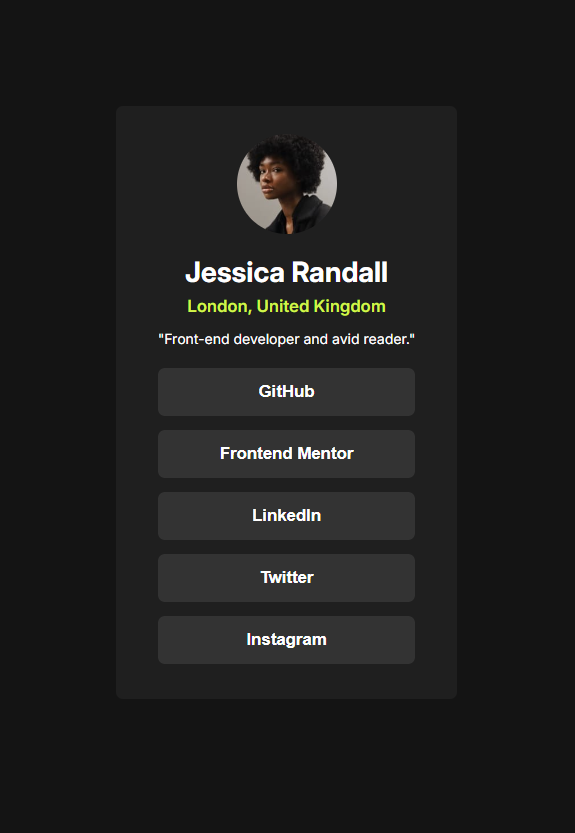 Jessica Randall
London, United Kingdom
"Front-end developer and avid reader."
GitHub
Frontend Mentor
LinkedIn
Twitter
Instagram